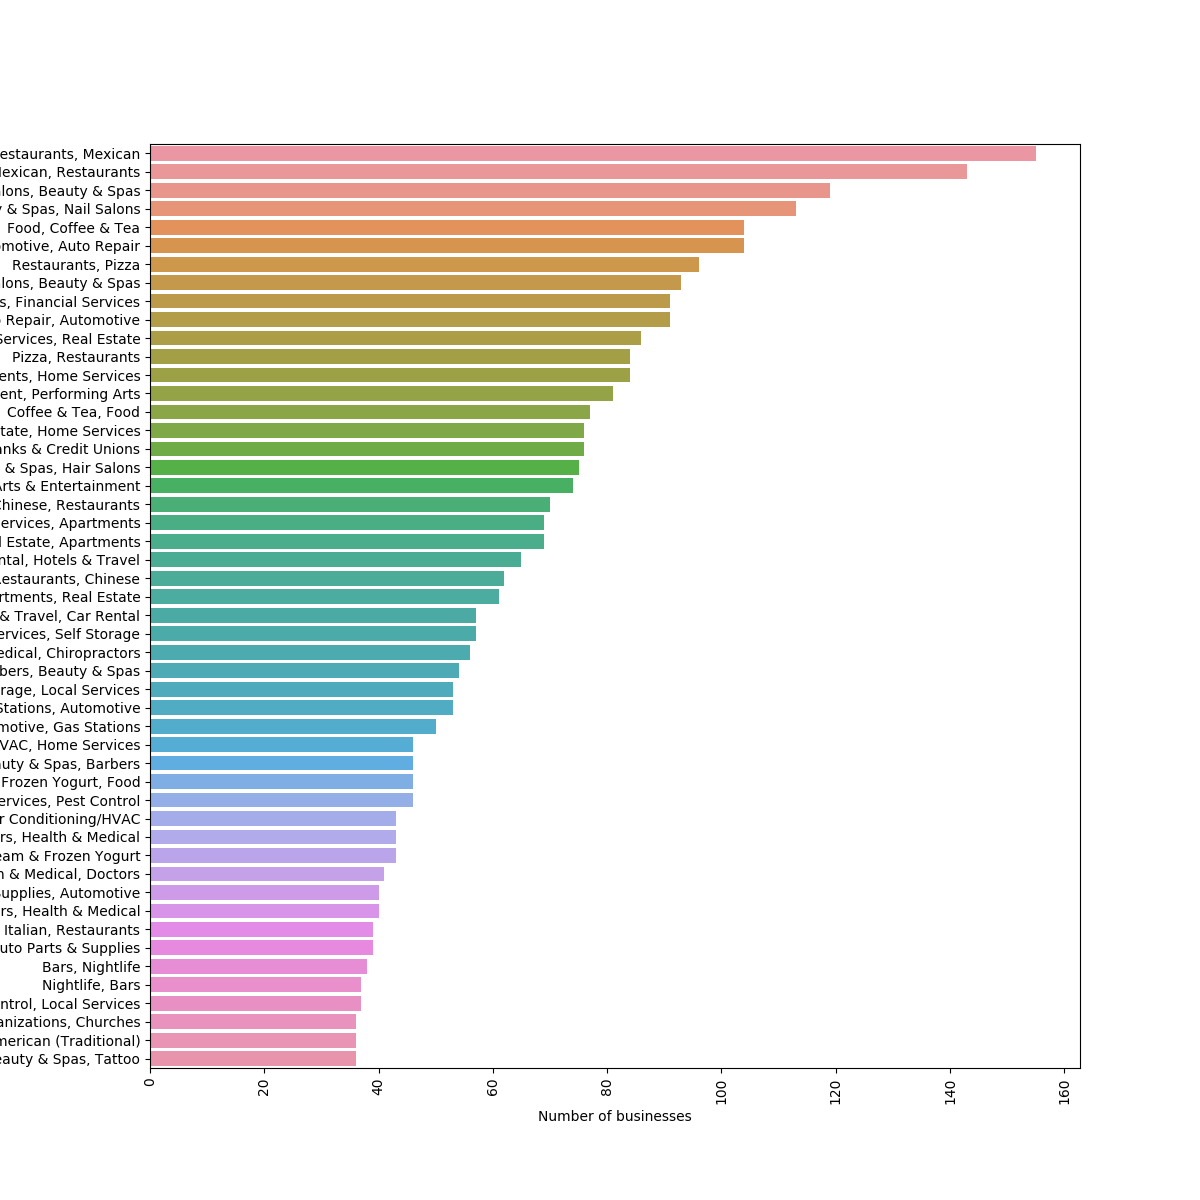 estaurants, Mexican
exican, Restaurants
lons, Beauty & Spas
& Spas, Nail Salons
Food, Coffee & Tea
motive, Auto Repair
Restaurants, Pizza
lons, Beauty & Spas
s, Financial Services
Repair, Automotive
Services, Real Estate
Pizza, Restaurants
ents, Home Services
ent, Performing Arts
Coffee & Tea, Food
tate, Home Services
anks & Credit Unions
& Spas, Hair Salons
Arts & Entertainment
Chinese, Restaurants
ervices, Apartments
l Estate, Apartments
ntal, Hotels & Travel
estaurants, Chinese
rtments, Real Estate
& Travel, Car Rental
ervices, Self Storage
edical, Chiropractors
bers, Beauty & Spas
rage, Local Services
Stations, Automotive
motive, Gas Stations
VAC, Home Services
auty & Spas, Barbers
Frozen Yogurt, Food
ervices, Pest Control
r Conditioning/HVAC
rs, Health & Medical
eam & Frozen Yogurt
h & Medical, Doctors
Supplies, Automotive
rs, Health & Medical
Italian, Restaurants
uto Parts & Supplies
Bars, Nightlife
Nightlife, Bars
ntrol, Local Services
anizations, Churches
merican (Traditional)
eauty & Spas, Tattoo
0 20 40 60 80 100 120 140 160
Number of businesses